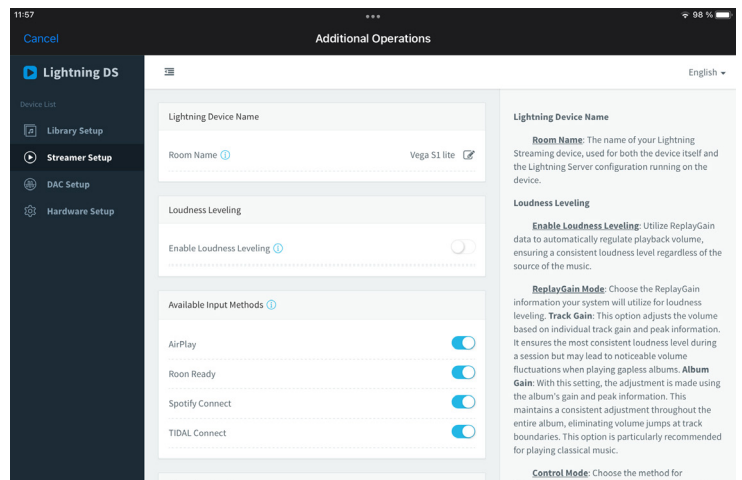 11:57
98 %
Cancel
Additional Operations
Lightning DS
English
Device List
Library Setup
Streamer Setup
DAC Setup
Hardware Setup
Lightning Device Name
Room Name
Vega S1 lite
Loudness Leveling
Enable Loudness Leveling
Available Input Methods
AirPlay
Roon Ready
Spotify Connect
TIDAL Connect
Lightning Device Name
Room Name: The name of your Lightning
Streaming device, used for both the device itself and
the Lightning Server configuration running on the
device.
Loudness Leveling
Enable Loudness Leveling: Utilize ReplayGain
data to automatically regulate playback volume,
ensuring a consistent loudness level regardless of the
source of the music.
ReplayGain Mode: Choose the ReplayGain
information your system will utilize for loudness
leveling. Track Gain: This option adjusts the volume
based on individual track gain and peak information.
It ensures the most consistent loudness level during
a session but may lead to noticeable volume
fluctuations when playing gapless albums. Album
Gain: With this setting, the adjustment is made using
the album's gain and peak information. This
maintains a consistent adjustment throughout the
entire album, eliminating volume jumps at track
boundaries. This option is particularly recommended
for playing classical music.
Control Mode: Choose the method for